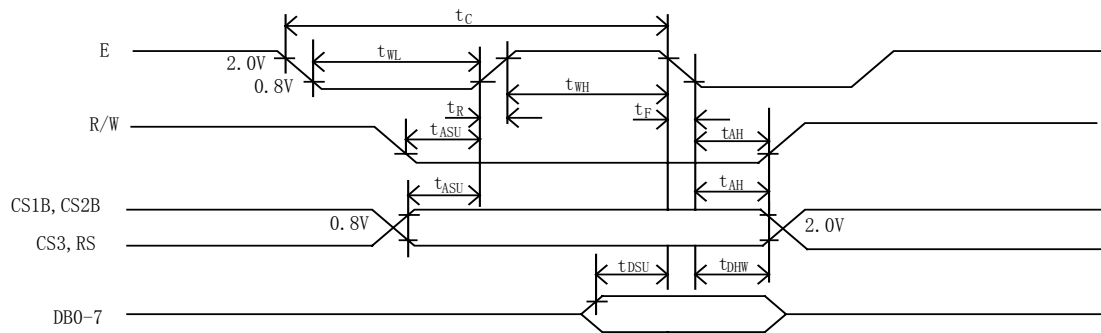 tC
E
tWL
2.0V
0.8V
tWH
tR
tF
R/W
tASU
tAH
tASU
tAH
CS1B,CS2B
0.8V
2.0V
CS3,RS
tDSU
tDHW
DB0-7